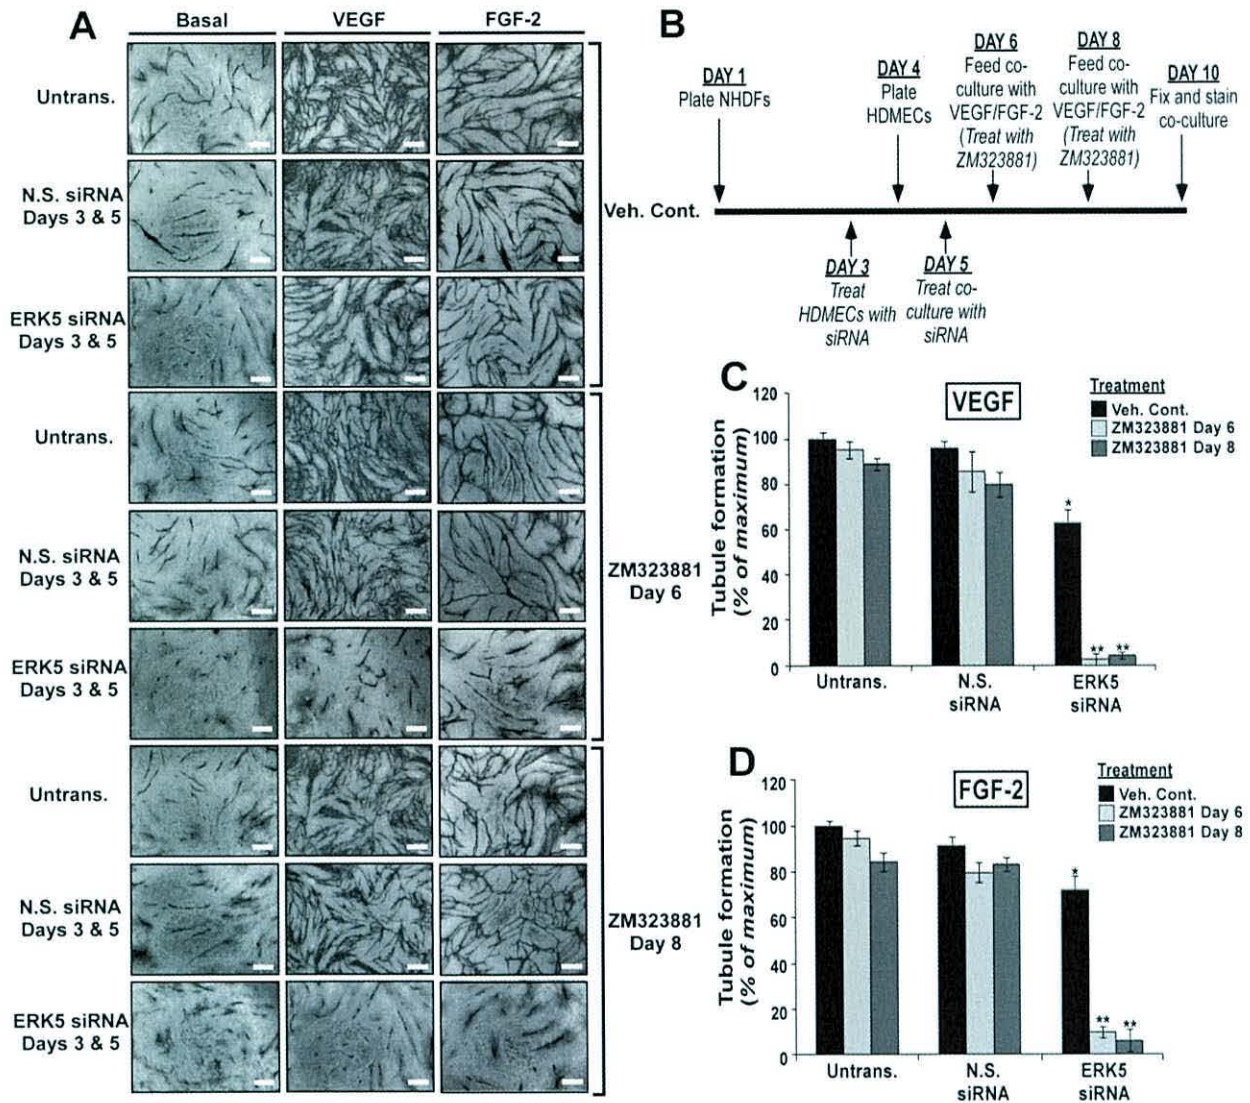 A
Basal
VEGF
FGF-2
Untrans.
N.S. siRNA
Days 3 & 5
ERK5 siRNA
Days 3 & 5
Veh. Cont.
Untrans.
N.S. siRNA
Days 3 & 5
ERK5 siRNA
Days 3 & 5
ZM323881
Day 6
Untrans.
N.S. siRNA
Days 3 & 5
ERK5 siRNA
Days 3 & 5
ZM323881
Day 8
B
DAY 1
Plate NHDFs
DAY 4
Plate
HDMECs
DAY 6
Feed co-
culture with
VEGF/FGF-2
(Treat with
ZM323881)
DAY 8
Feed co-
culture with
VEGF/FGF-2
(Treat with
ZM323881)
DAY 10
Fix and stain
co-culture
DAY 3
Treat
HDMECs with
siRNA
DAY 5
Treat co-
culture with
siRNA
C
VEGF
Treatment
Veh. Cont.
ZM323881 Day 6
ZM323881 Day 8
Tubule formation
(% of maximum)
120
100
80
60
40
20
0
*
**
**
Untrans.
N.S.
siRNA
ERK5
siRNA
D
FGF-2
Treatment
Veh. Cont.
ZM323881 Day 6
ZM323881 Day 8
Tubule formation
(% of maximum)
120
100
80
60
40
20
0
*
**
**
Untrans.
N.S.
siRNA
ERK5
siRNA